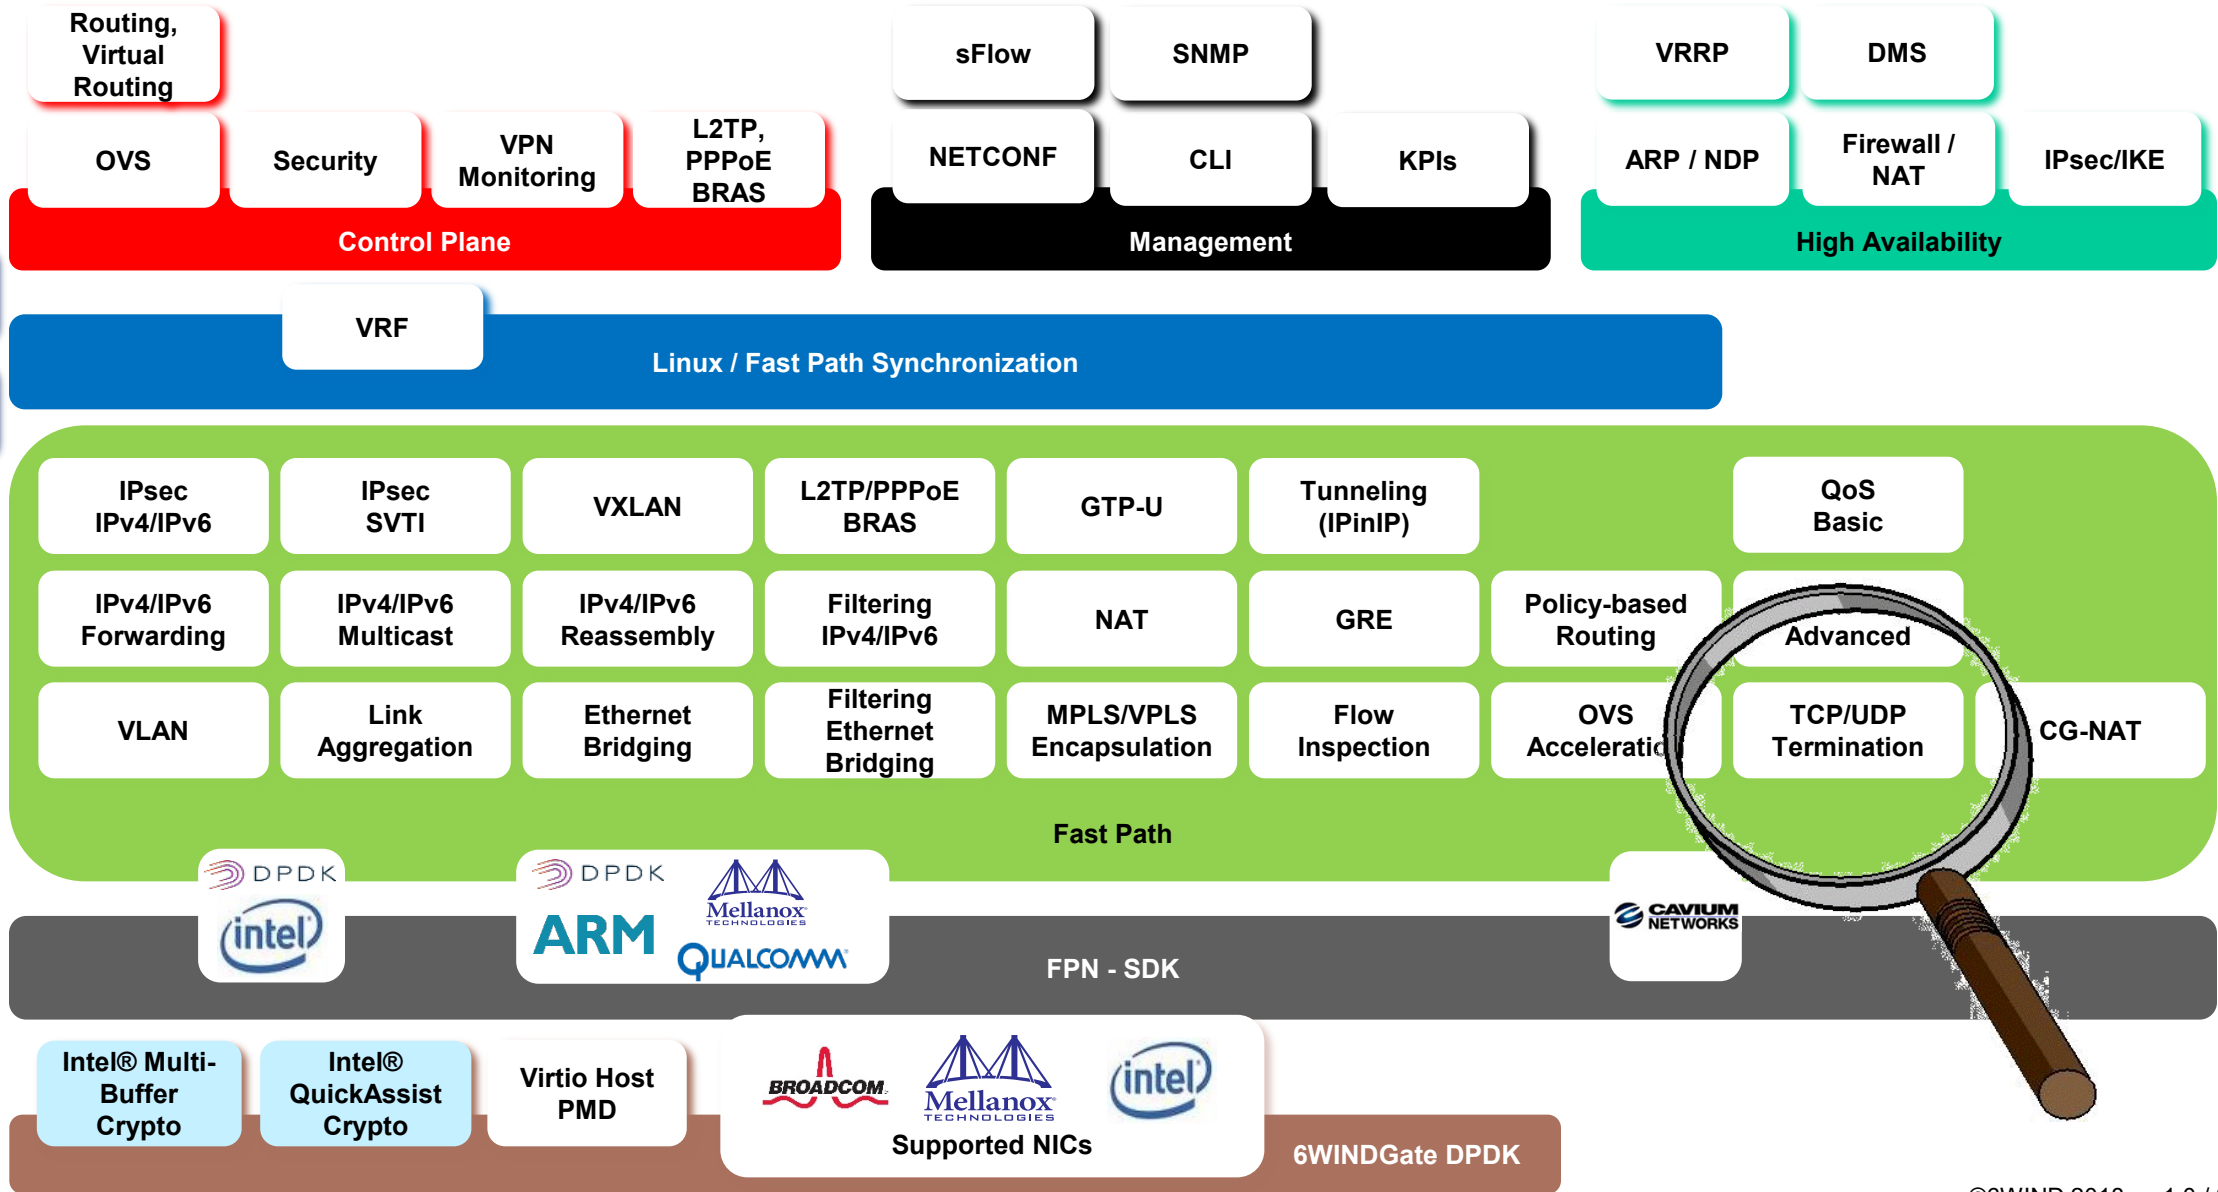 Routing,
Virtual
Routing
OVS
Security
VPN
Monitoring
L2TP,
PPPoE
BRAS
Control Plane
sFlow
SNMP
NETCONF
CLI
KPIs
Management
VRRP
DMS
ARP / NDP
Firewall /
NAT
IPsec/IKE
High Availability
VRF
Linux / Fast Path Synchronization
IPsec
IPv4/IPv6
IPsec
SVTI
VXLAN
L2TP/PPPoE
BRAS
GTP-U
Tunneling
(IPinIP)
QoS
Basic
IPv4/IPv6
Forwarding
IPv4/IPv6
Multicast
IPv4/IPv6
Reassembly
Filtering
IPv4/IPv6
NAT
GRE
Policy-based
Routing
Advanced
VLAN
Link
Aggregation
Ethernet
Bridging
Filtering
Ethernet
Bridging
MPLS/VPLS
Encapsulation
Flow
Inspection
OVS
TCP/UDP
Termination
CG-NAT
Fast Path
DPDK
intel
DPDK
ARM
Mellanox
TECHNOLOGIES
QUALCOMM
CAVIUM
NETWORKS
FPN - SDK
Intel® Multi-
Buffer
Crypto
Intel®
QuickAssist
Crypto
Virtio Host
PMD
BROADCOM
Mellanox
TECHNOLOGIES
intel
Supported NICs
6WINDGate DPDK